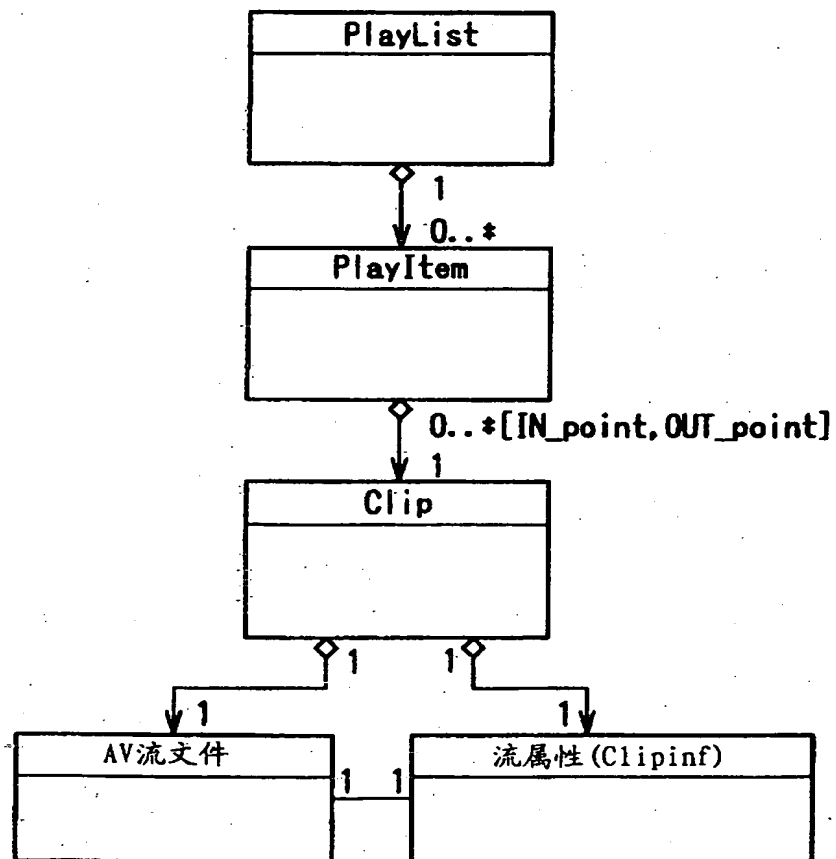 PlayList
1
0..*
PlayItem
0..*[IN_point,OUT_point]
1
Clip
1 1
1 1
AV流文件 流属性(Clipinf)
1 1